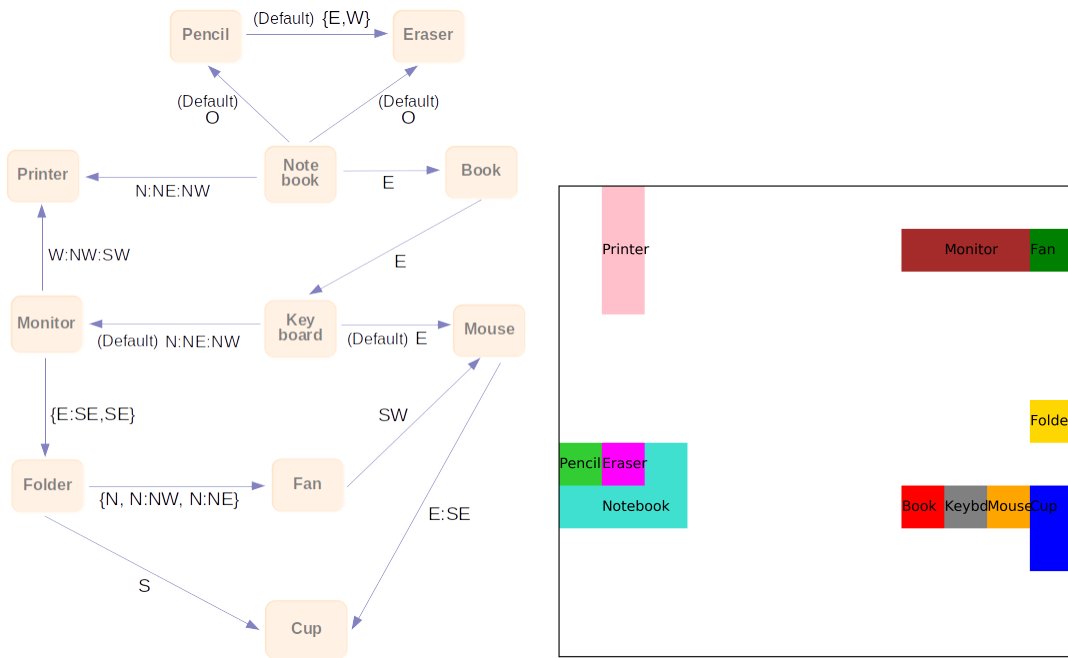 (Default) {E,W}
Pencil
Eraser
(Default)
O
(Default)
O
Printer
Note
book
Book
N:NE:NW
E
W:NW:SW
E
Monitor
Key
board
Mouse
(Default) N:NE:NW
(Default) E
{E:SE,SE}
SW
Folder
Fan
{N, N:NW, N:NE}
E:SE
S
Cup
Printer
Monitor
Fan
Folde
Pencil
Eraser
Notebook
Book
Keybd
Mouse
Cup